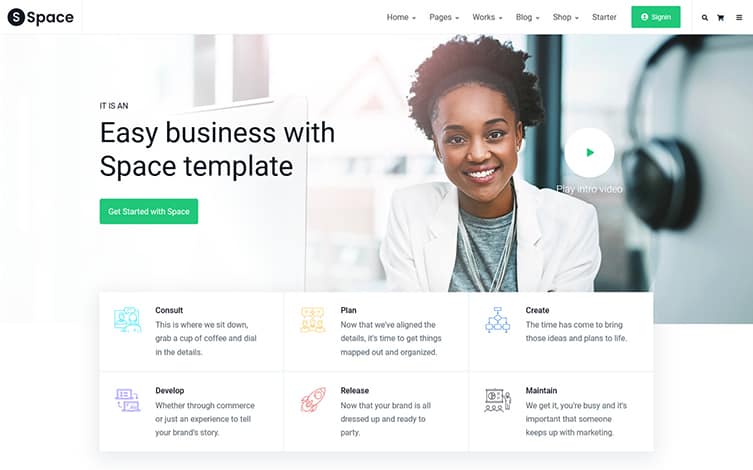 S Space
Home Pages Works Blog Shop Starter Signin
IT IS AN
Easy business with
Space template
Get Started with Space
Play intro video
Consult
This is where we sit down,
grab a cup of coffee and dial
in the details.
Plan
Now that we've aligned the
details, it's time to get things
mapped out and organized.
Create
The time has come to bring
those ideas and plans to life.
Develop
Whether through commerce
or just an experience to tell
your brand's story.
Release
Now that your brand is all
dressed up and ready to
party.
Maintain
We get it, you're busy and it's
important that someone
keeps up with marketing.